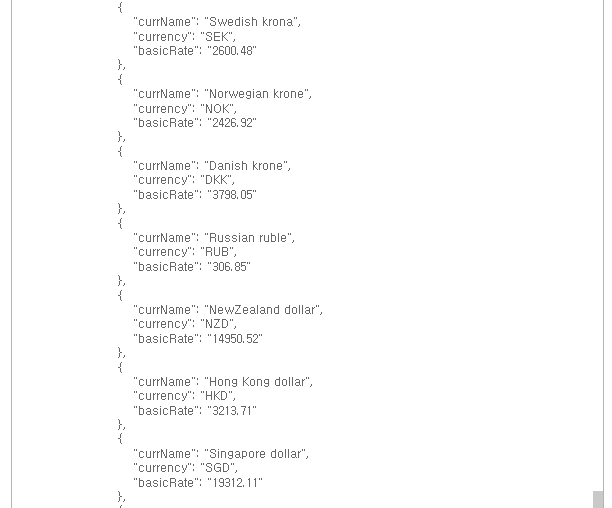 {
"currName": "Swedish krona",
"currency": "SEK",
"basicRate": "2600.48"
},
{
"currName": "Norwegian krone",
"currency": "NOK",
"basicRate": "2426.92"
},
{
"currName": "Danish krone",
"currency": "DKK",
"basicRate": "3798.05"
},
{
"currName": "Russian ruble",
"currency": "RUB",
"basicRate": "306.85"
},
{
"currName": "NewZealand dollar",
"currency": "NZD",
"basicRate": "14950.52"
},
{
"currName": "Hong Kong dollar",
"currency": "HKD",
"basicRate": "3213.71"
},
{
"currName": "Singapore dollar",
"currency": "SGD",
"basicRate": "19312.11"
},
{